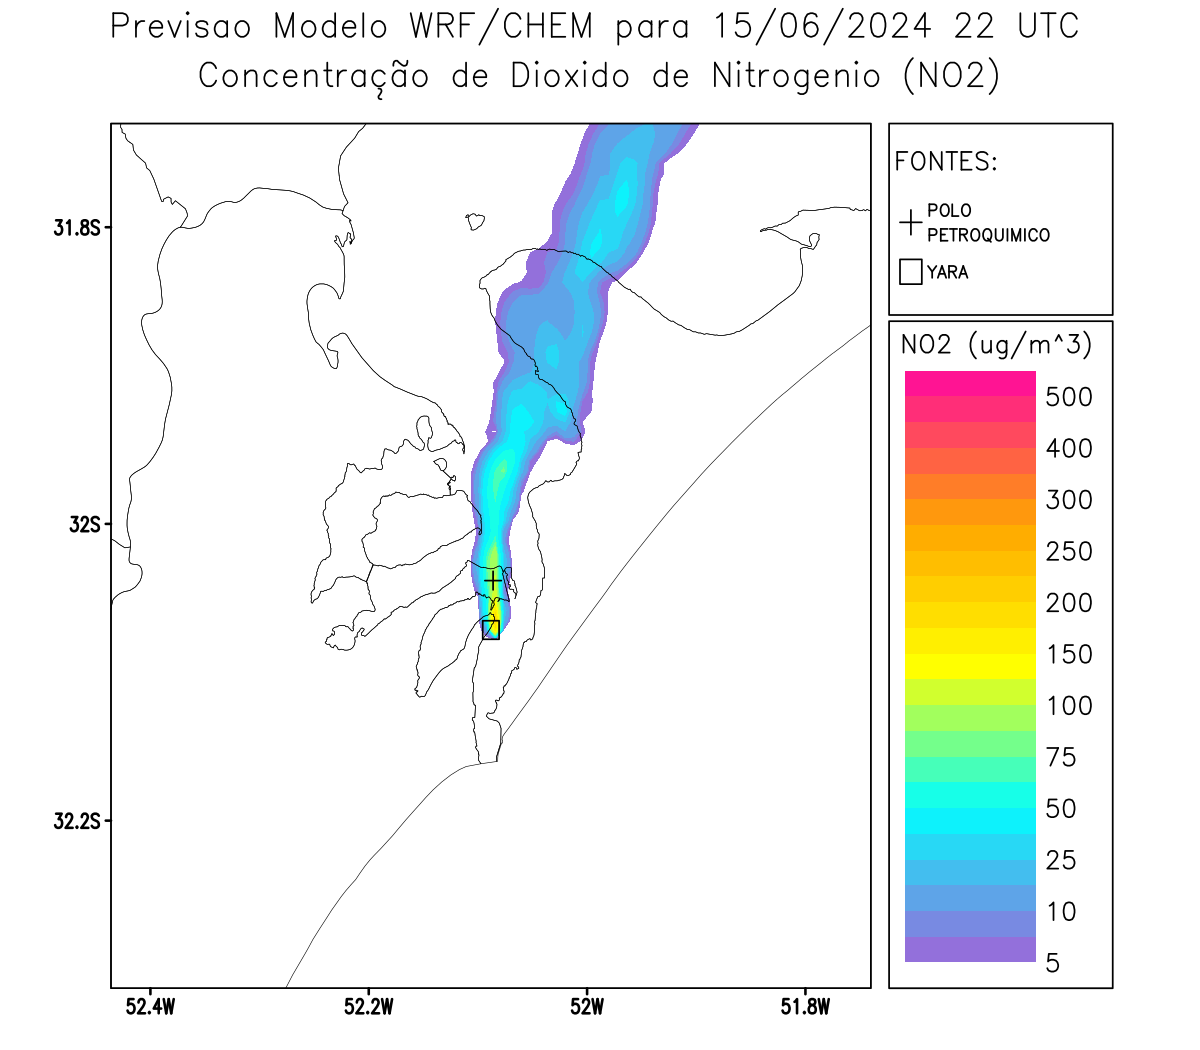 Previsao Modelo WRF/CHEM para 15/06/2024 22 UTC
Concentração de Dioxido de Nitrogenio (NO2)
FONTES:
POLO
PETROQUIMICO
YARA
NO2 (ug/m^3)
500
400
300
250
200
150
100
75
50
25
10
5
31.8S
32S
32.2S
52.4W
52.2W
52W
51.8W